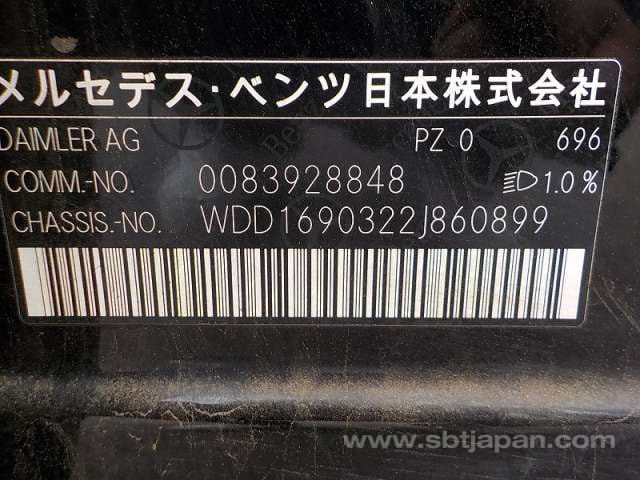 メルセデス・ベンツ日本株式会社
DAIMLER AG PZ 0 696
COMM.-NO. 0083928848 1.0 %
CHASSIS.-NO. WDD1690322J860899
www.sbtjapan.com